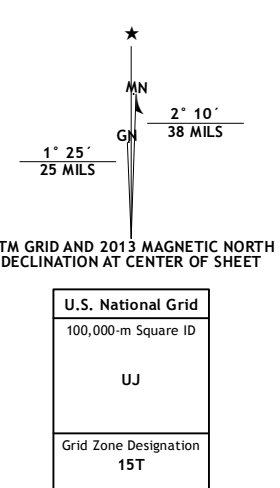 ★
MN
GN
1° 25´
25 MILS
2° 10´
38 MILS
TM GRID AND 2013 MAGNETIC NORTH
DECLINATION AT CENTER OF SHEET
U.S. National Grid
100,000-m Square ID
UJ
Grid Zone Designation
15T